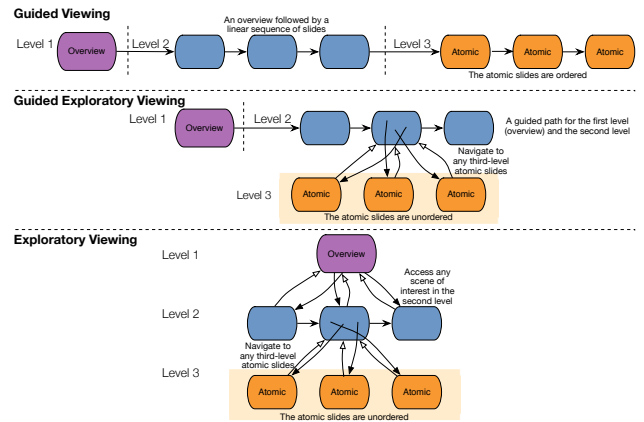 Guided Viewing
An overview followed by a
linear sequence of slides
Level 1
Overview
Level 2
Level 3
Atomic
Atomic
Atomic
The atomic slides are ordered
Guided Exploratory Viewing
Level 1
Overview
Level 2
A guided path for the first level
(overview) and the second level
Navigate to
any third-level
atomic slides
Level 3
Atomic
Atomic
Atomic
The atomic slides are unordered
Exploratory Viewing
Level 1
Overview
Access any
scene of
interest in the
second level
Level 2
Navigate to
any third-level
atomic slides
Level 3
Atomic
Atomic
Atomic
The atomic slides are unordered